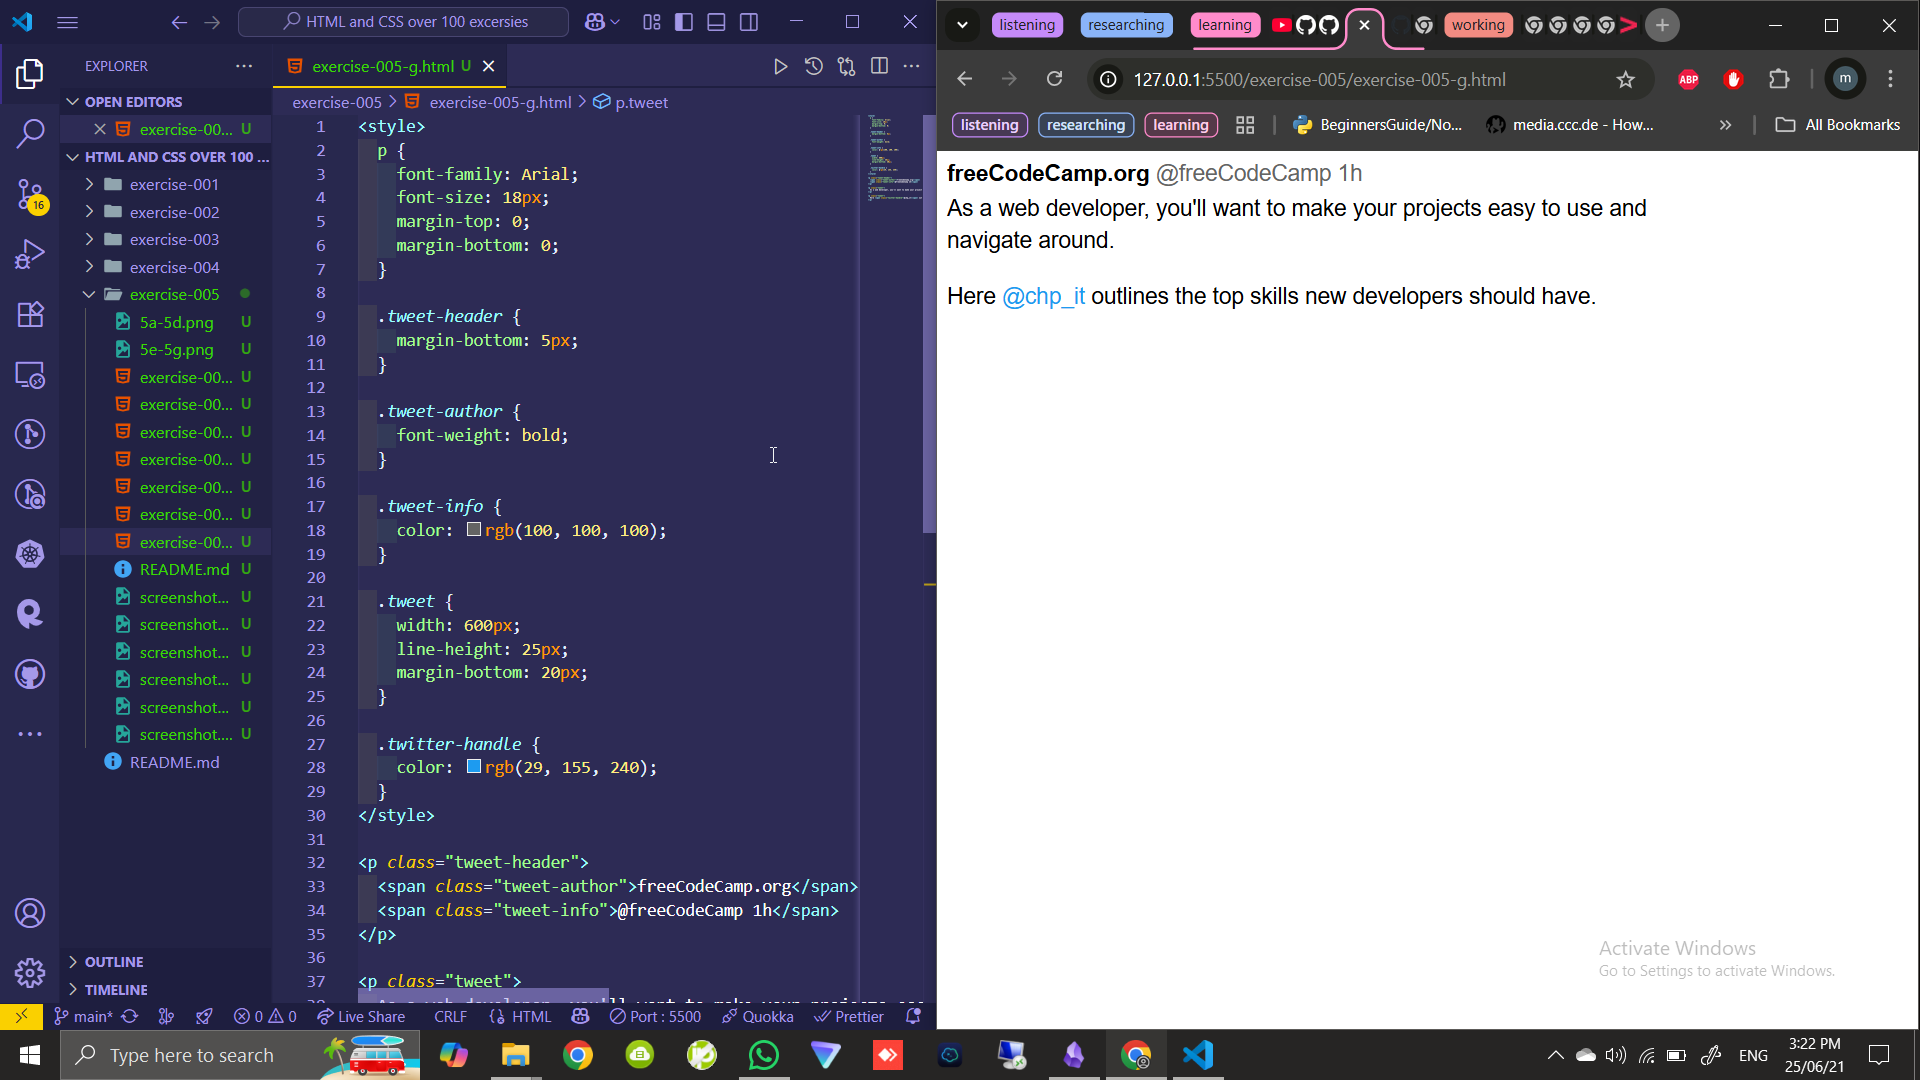 HTML and CSS over 100 excersies
EXPLORER
exercise-005-g.html U
OPEN EDITORS
exercise-00... U
HTML AND CSS OVER 100 ...
exercise-001
exercise-002
exercise-003
exercise-004
exercise-005
5a-5d.png U
5e-5g.png U
exercise-00... U
exercise-00... U
exercise-00... U
exercise-00... U
exercise-00... U
exercise-00... U
exercise-00... U
README.md U
screenshot... U
screenshot... U
screenshot... U
screenshot... U
screenshot... U
screenshot.... U
README.md
OUTLINE
TIMELINE
16
exercise-005 > exercise-005-g.html > p.tweet
1 <style>
2 p {
3 font-family: Arial;
4 font-size: 18px;
5 margin-top: 0;
6 margin-bottom: 0;
7 }
8
9 .tweet-header {
10 margin-bottom: 5px;
11 }
12
13 .tweet-author {
14 font-weight: bold;
15 }
16
17 .tweet-info {
18 color: rgb(100, 100, 100);
19 }
20
21 .tweet {
22 width: 600px;
23 line-height: 25px;
24 margin-bottom: 20px;
25 }
26
27 .twitter-handle {
28 color: rgb(29, 155, 240);
29 }
30 </style>
31
32 <p class="tweet-header">
33 <span class="tweet-author">freeCodeCamp.org</span>
34 <span class="tweet-info">@freeCodeCamp 1h</span>
35 </p>
36
37 <p class="tweet">
38 As a web developer, you'll want to make your projects
main* 0 0 Live Share CRLF {} HTML Port : 5500 Quokka Prettier
listening researching learning working
127.0.0.1:5500/exercise-005/exercise-005-g.html
ABP
m
listening researching learning BeginnersGuide/No... media.ccc.de - How... » All Bookmarks
freeCodeCamp.org @freeCodeCamp 1h
As a web developer, you'll want to make your projects easy to use and
navigate around.
Here @chp_it outlines the top skills new developers should have.
Activate Windows
Go to Settings to activate Windows.
Type here to search
ENG
3:22 PM
25/06/21